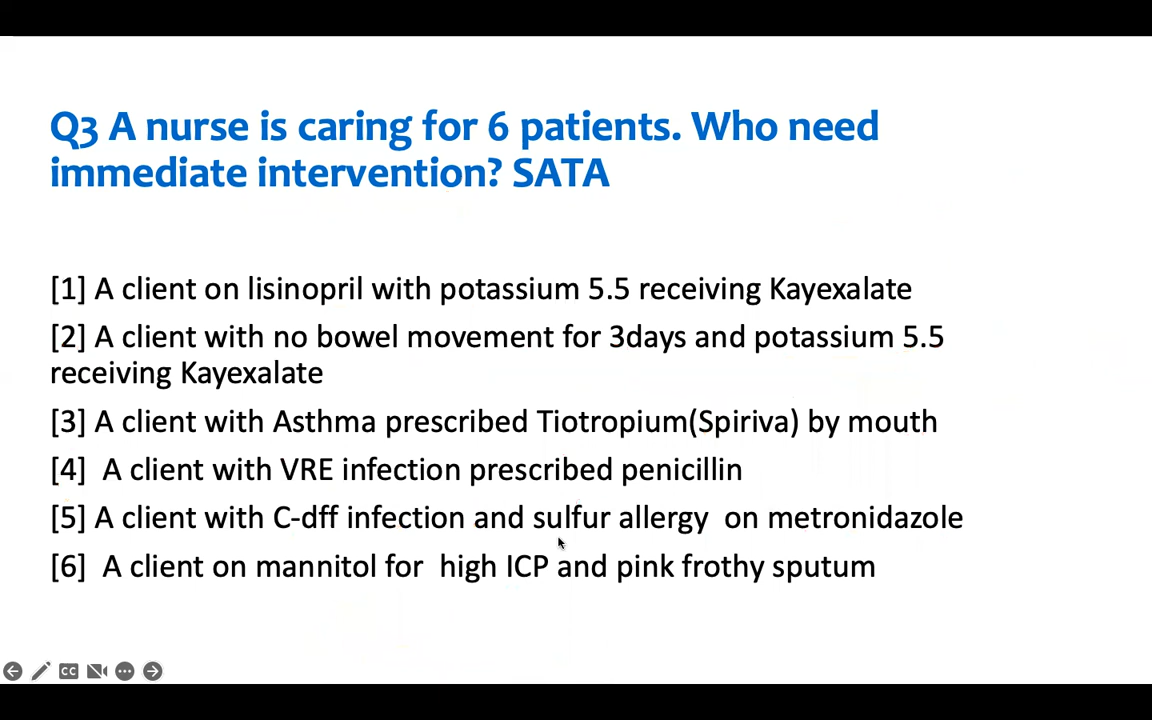 Q3 A nurse is caring for 6 patients. Who need
immediate intervention? SATA
[1] A client on lisinopril with potassium 5.5 receiving Kayexalate
[2] A client with no bowel movement for 3days and potassium 5.5
receiving Kayexalate
[3] A client with Asthma prescribed Tiotropium(Spiriva) by mouth
[4] A client with VRE infection prescribed penicillin
[5] A client with C-dff infection and sulfur allergy on metronidazole
[6] A client on mannitol for high ICP and pink frothy sputum
CC